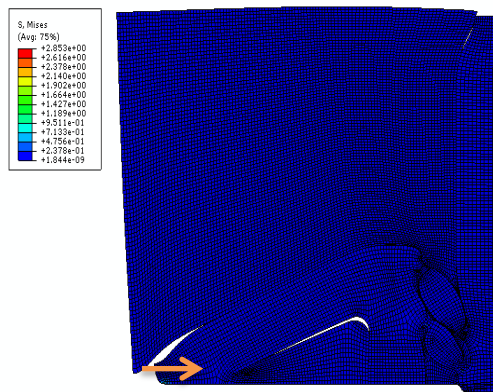 S, Mises
(Avg: 75%)
+2.853e+00
+2.616e+00
+2.378e+00
+2.140e+00
+1.902e+00
+1.664e+00
+1.427e+00
+1.189e+00
+9.511e-01
+7.133e-01
+4.756e-01
+2.378e-01
+1.844e-09